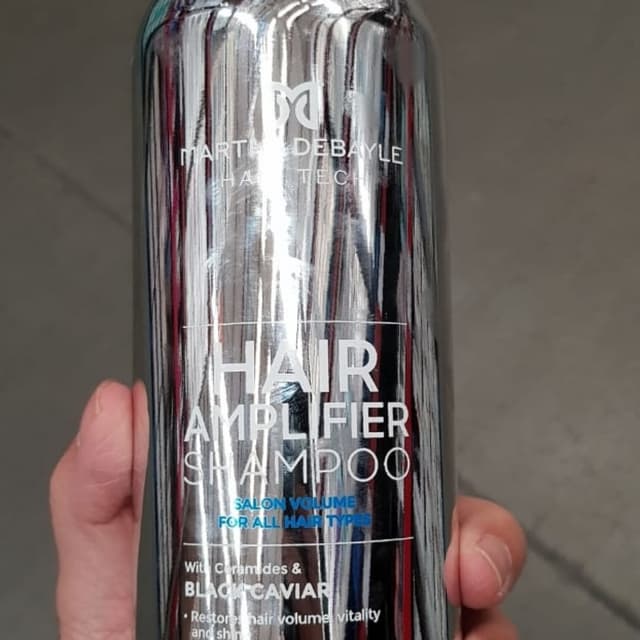 MARTHA DEBAYLE
HAIR TECH
HAIR
AMPLIFIER
SHAMPOO
SALON VOLUME
FOR ALL HAIR TYPES
With Ceramides &
BLACK CAVIAR
• Restores hair volume, vitality
and shine